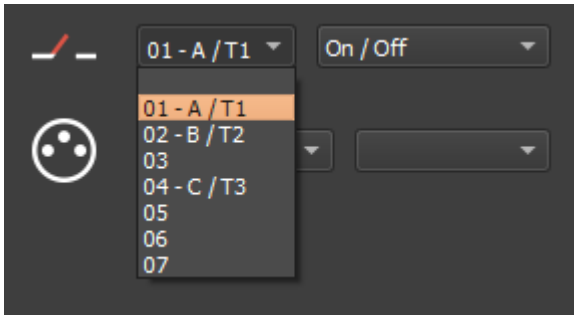 01 - A / T1 On / Off
01 - A / T1
02 - B / T2
03
04 - C / T3
05
06
07